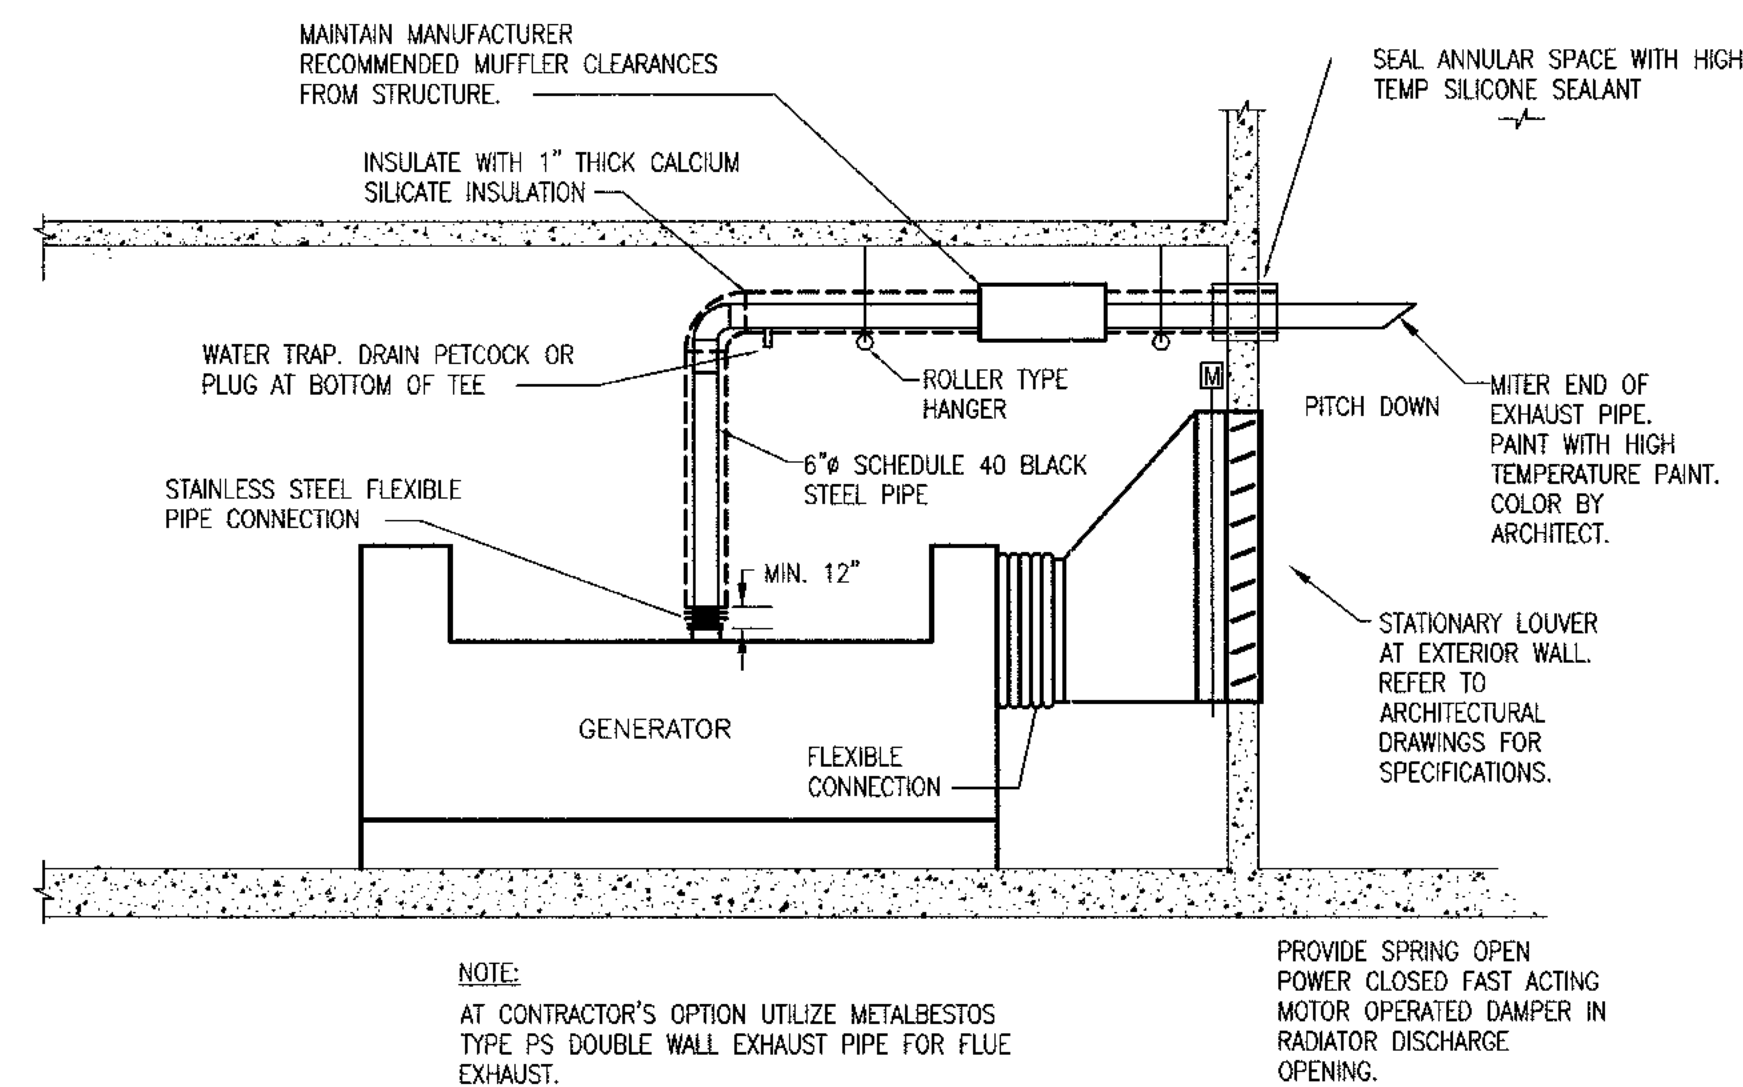 MAINTAIN MANUFACTURER
RECOMMENDED MUFFLER CLEARANCES
FROM STRUCTURE.
SEAL ANNULAR SPACE WITH HIGH
TEMP SILICONE SEALANT
INSULATE WITH 1" THICK CALCIUM
SILICATE INSULATION
WATER TRAP. DRAIN PETCOCK OR
PLUG AT BOTTOM OF TEE
ROLLER TYPE
HANGER
M
PITCH DOWN
MITER END OF
EXHAUST PIPE.
PAINT WITH HIGH
TEMPERATURE PAINT.
COLOR BY
ARCHITECT.
6"ø SCHEDULE 40 BLACK
STEEL PIPE
STAINLESS STEEL FLEXIBLE
PIPE CONNECTION
MIN. 12"
STATIONARY LOUVER
AT EXTERIOR WALL.
REFER TO
ARCHITECTURAL
DRAWINGS FOR
SPECIFICATIONS.
GENERATOR
FLEXIBLE
CONNECTION
NOTE:
AT CONTRACTOR'S OPTION UTILIZE METALBESTOS
TYPE PS DOUBLE WALL EXHAUST PIPE FOR FLUE
EXHAUST.
PROVIDE SPRING OPEN
POWER CLOSED FAST ACTING
MOTOR OPERATED DAMPER IN
RADIATOR DISCHARGE
OPENING.